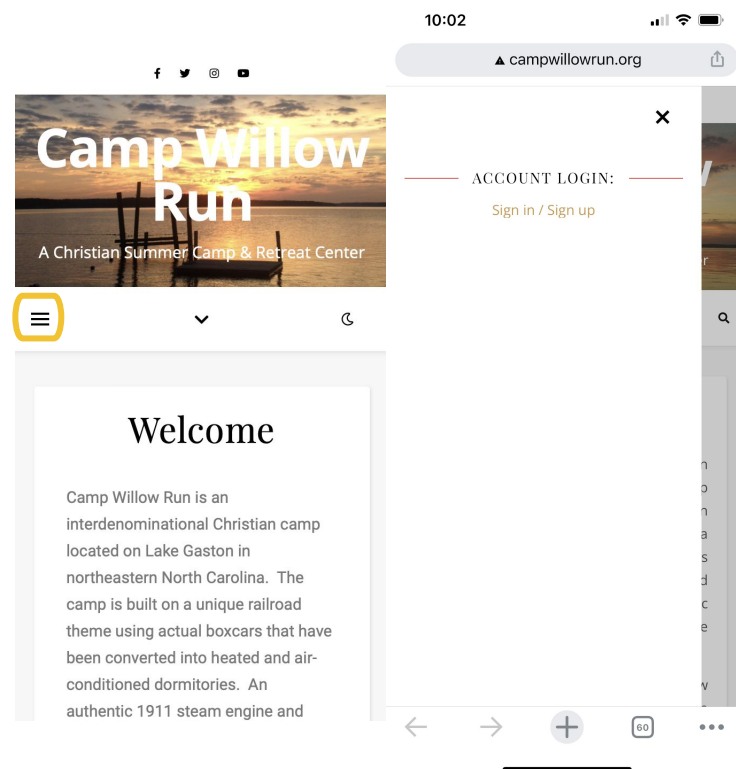 Camp Willow
Run
A Christian Summer Camp & Retreat Center
Welcome
Camp Willow Run is an
interdenominational Christian camp
located on Lake Gaston in
northeastern North Carolina. The
camp is built on a unique railroad
theme using actual boxcars that have
been converted into heated and air-
conditioned dormitories. An
authentic 1911 steam engine and
10:02
campwillowrun.org
ACCOUNT LOGIN:
Sign in / Sign up
w
r
n
p
n
a
s
d
c
e
w
60